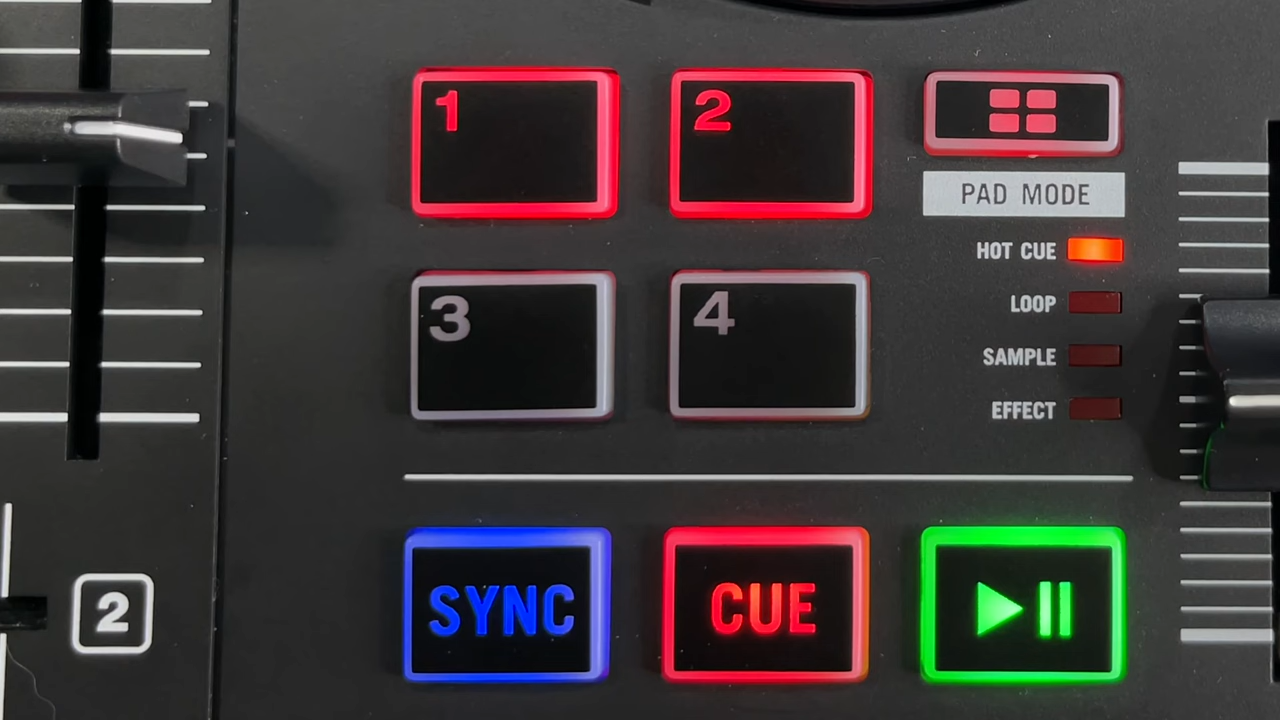 1
2
PAD MODE
HOT CUE
LOOP
3
4
SAMPLE
EFFECT
SYNC
CUE
2